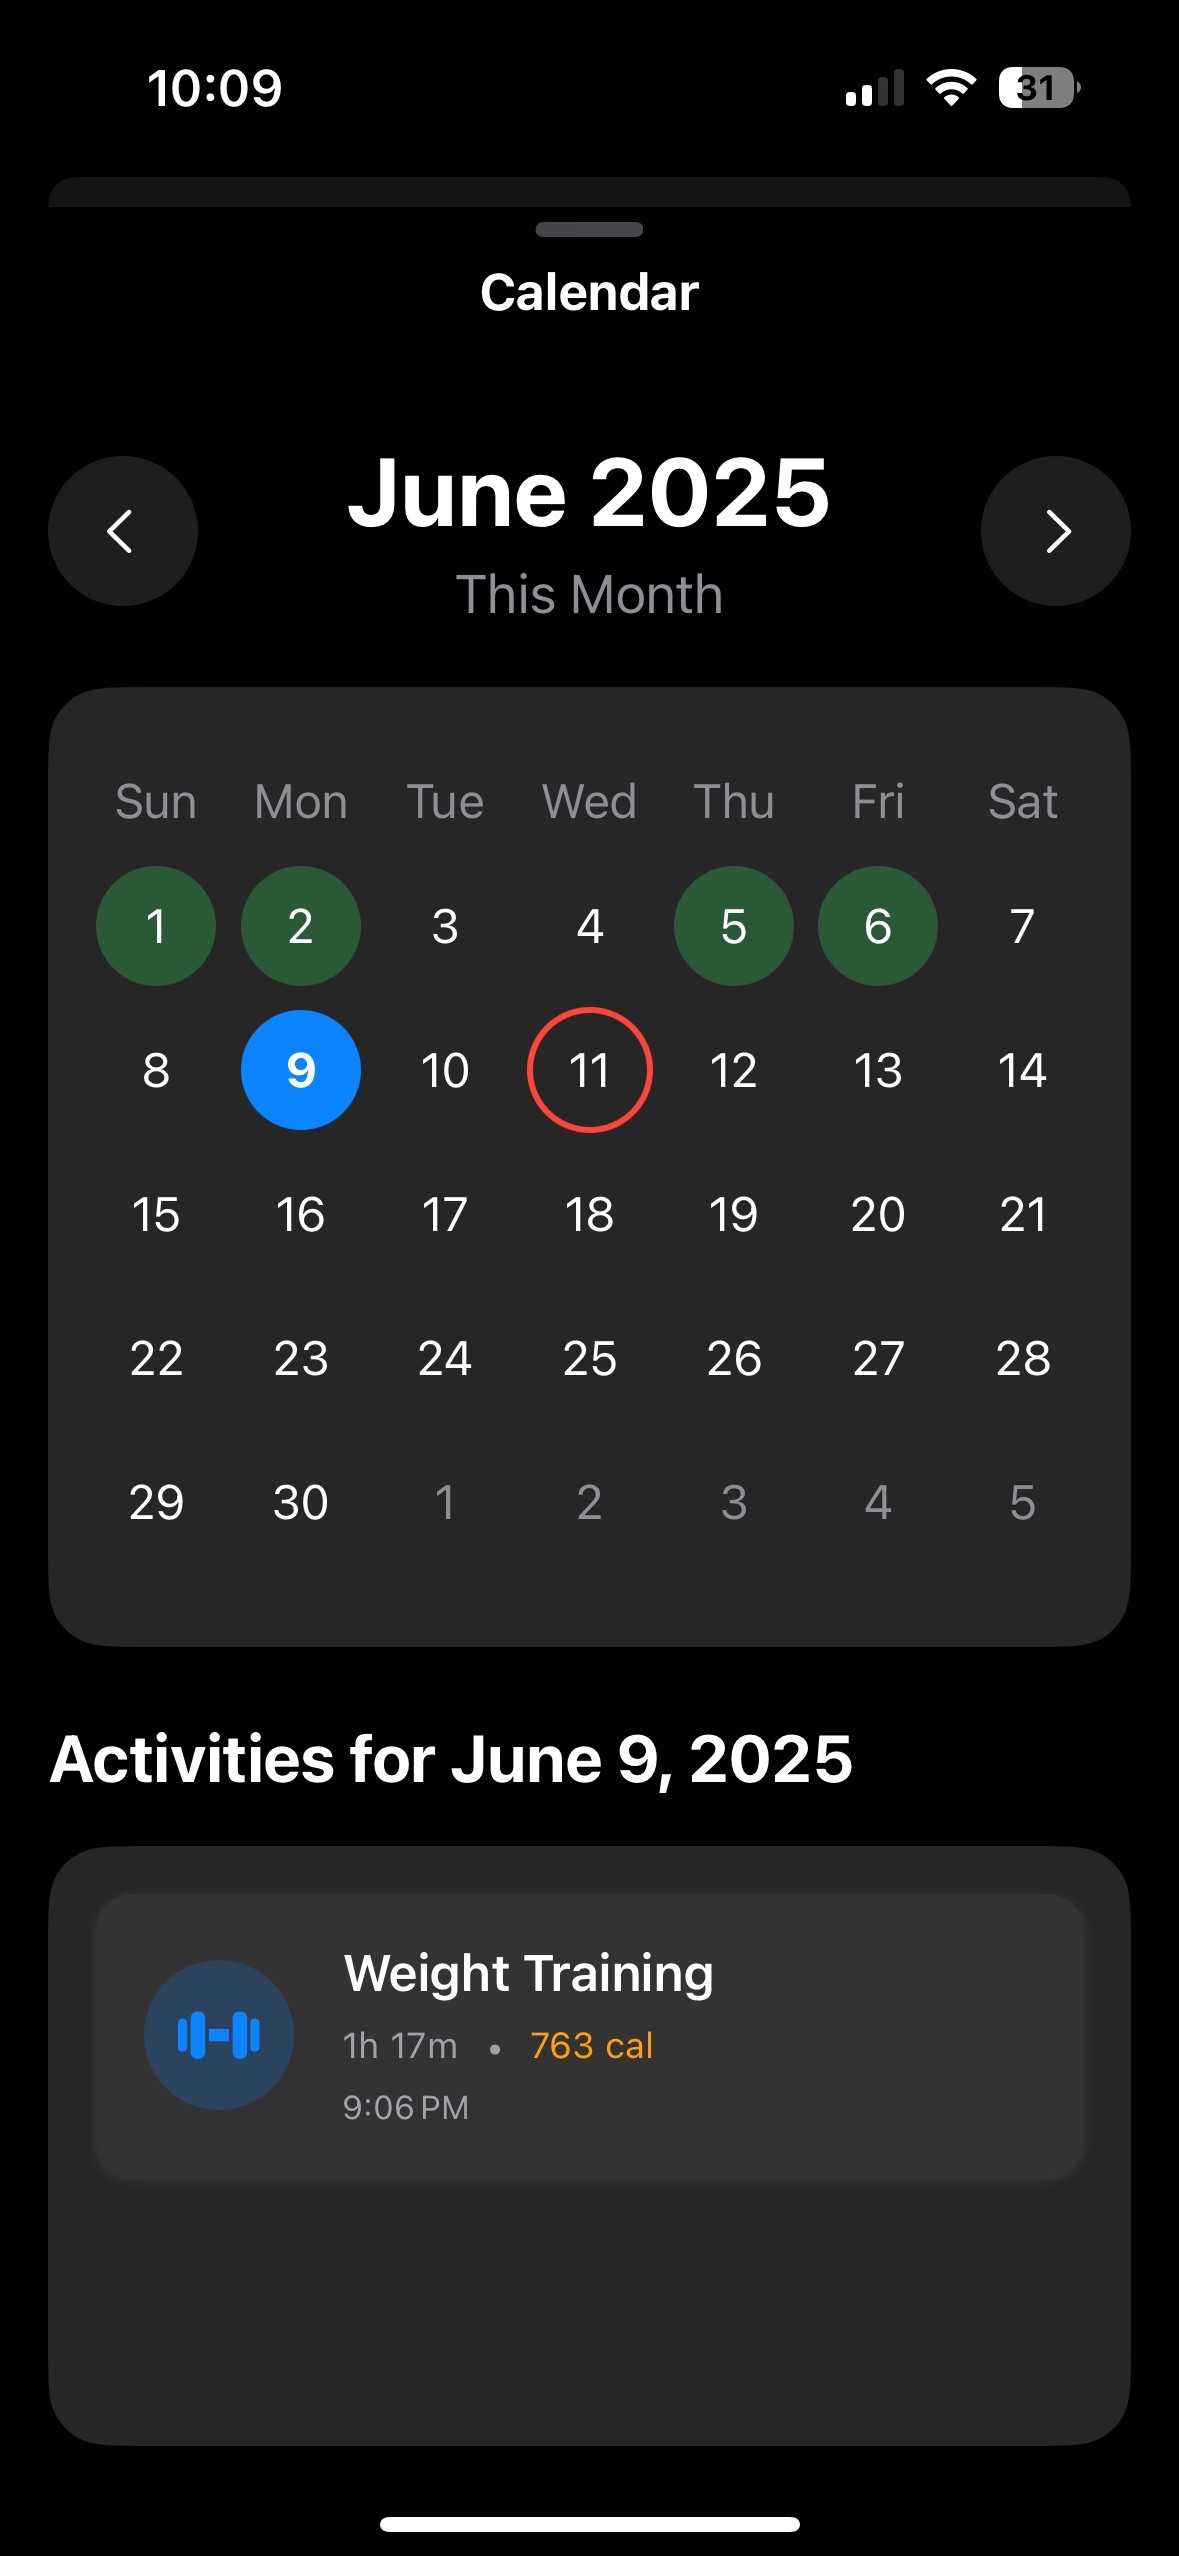 10:09
31
Calendar
June 2025
This Month
Sun Mon Tue Wed Thu Fri Sat
1 2 3 4 5 6 7
8 9 10 11 12 13 14
15 16 17 18 19 20 21
22 23 24 25 26 27 28
29 30 1 2 3 4 5
Activities for June 9, 2025
Weight Training
1h 17m • 763 cal
9:06 PM